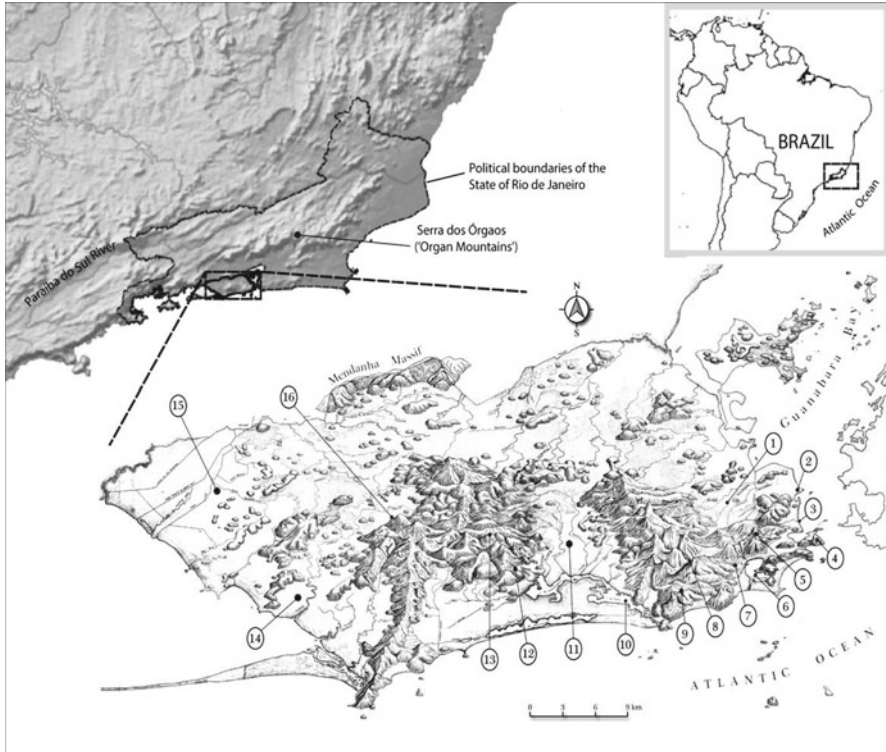 Political boundaries of the
State of Rio de Janeiro
Serra dos Órgaos
('Organ Mountains')
Paraíba do Sul River
BRAZIL
Atlantic Ocean
N
S
Mendanha Massif
Guanabara Bay
15
16
1
2
3
4
5
6
7
8
9
10
11
12
13
14
ATLANTIC OCEAN
0 3 6 9 km